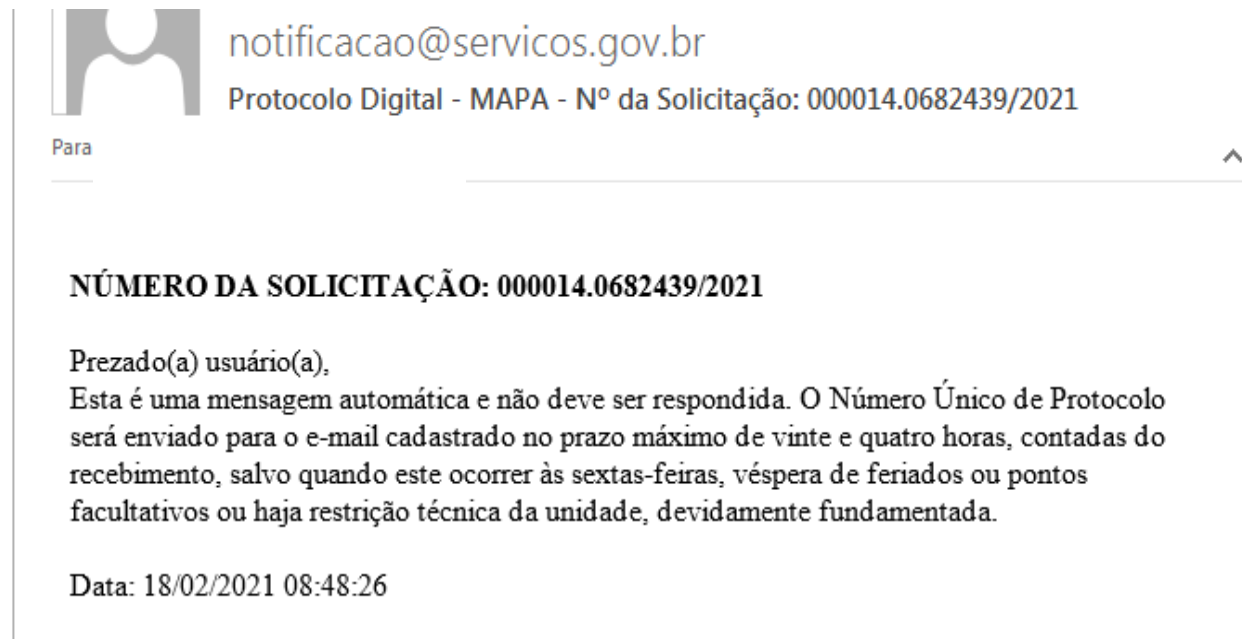 notificacao@servicos.gov.br
Protocolo Digital - MAPA - Nº da Solicitação: 000014.0682439/2021
Para
NÚMERO DA SOLICITAÇÃO: 000014.0682439/2021
Prezado(a) usuário(a),
Esta é uma mensagem automática e não deve ser respondida. O Número Único de Protocolo
será enviado para o e-mail cadastrado no prazo máximo de vinte e quatro horas, contadas do
recebimento, salvo quando este ocorrer às sextas-feiras, véspera de feriados ou pontos
facultativos ou haja restrição técnica da unidade, devidamente fundamentada.
Data: 18/02/2021 08:48:26